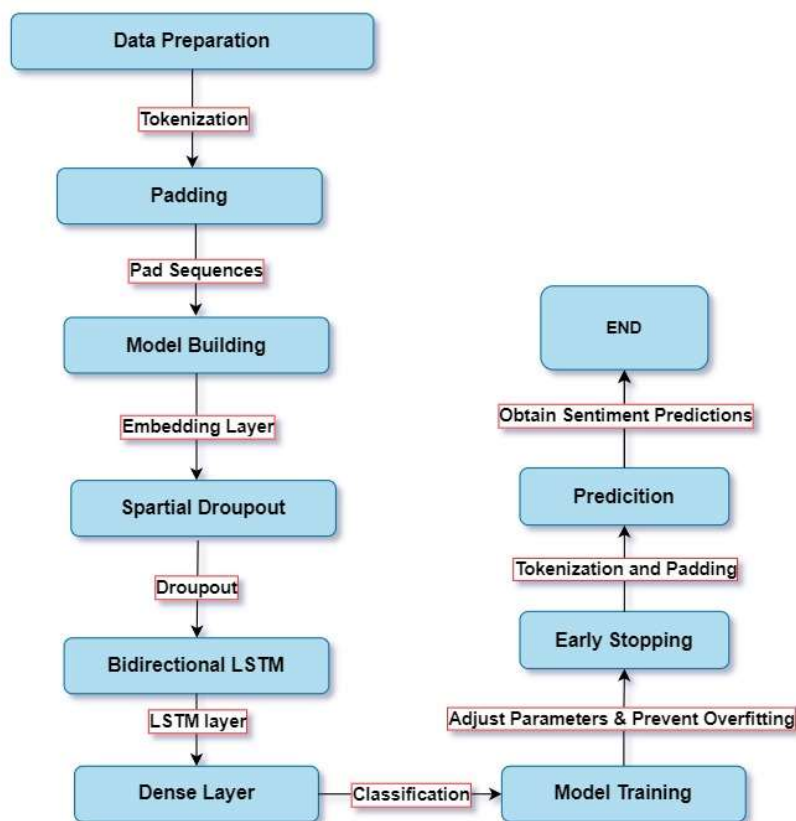 Data Preparation
Tokenization
Padding
Pad Sequences
Model Building
Embedding Layer
Spartial Droupout
Droupout
Bidirectional LSTM
LSTM layer
Dense Layer
Classification
Model Training
Adjust Parameters & Prevent Overfitting
Early Stopping
Tokenization and Padding
Predicition
Obtain Sentiment Predictions
END